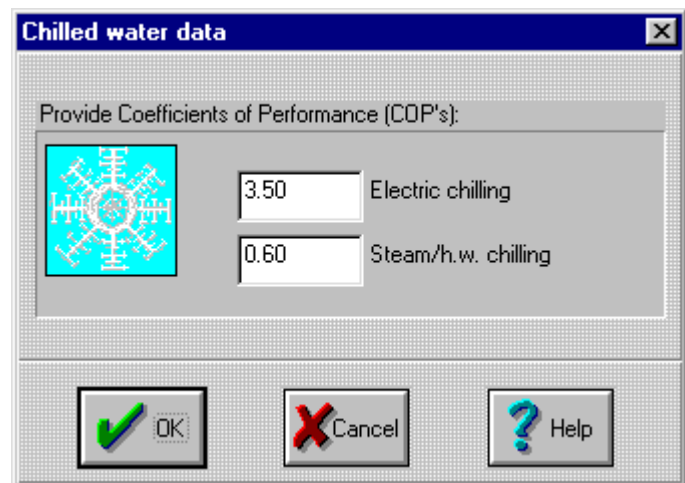 Chilled water data
Provide Coefficients of Performance (COP's):
3.50 Electric chilling
0.60 Steam/h.w. chilling
OK Cancel Help